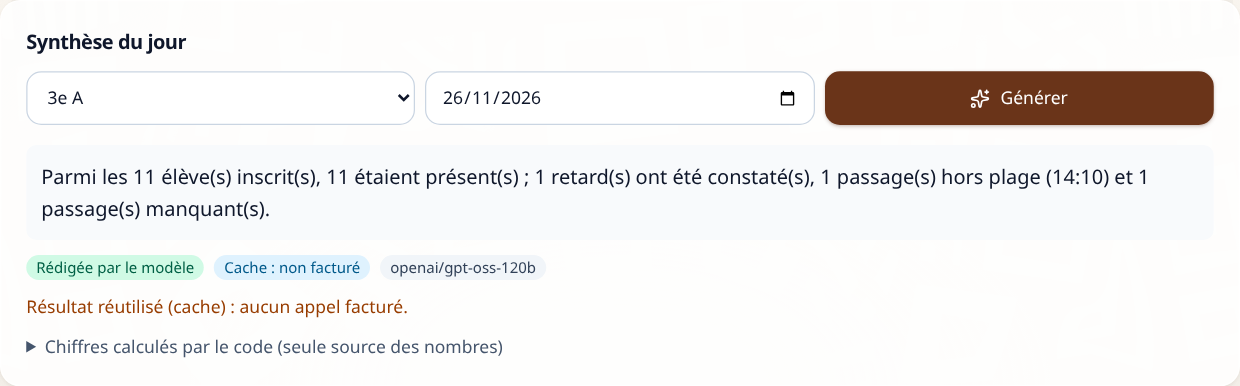 Synthèse du jour
3e A
26/11/2026
Générer
Parmi les 11 élève(s) inscrit(s), 11 étaient présent(s) ; 1 retard(s) ont été constaté(s), 1 passage(s) hors plage (14:10) et 1
passage(s) manquant(s).
Rédigée par le modèle
Cache : non facturé
openai/gpt-oss-120b
Résultat réutilisé (cache) : aucun appel facturé.
Chiffres calculés par le code (seule source des nombres)